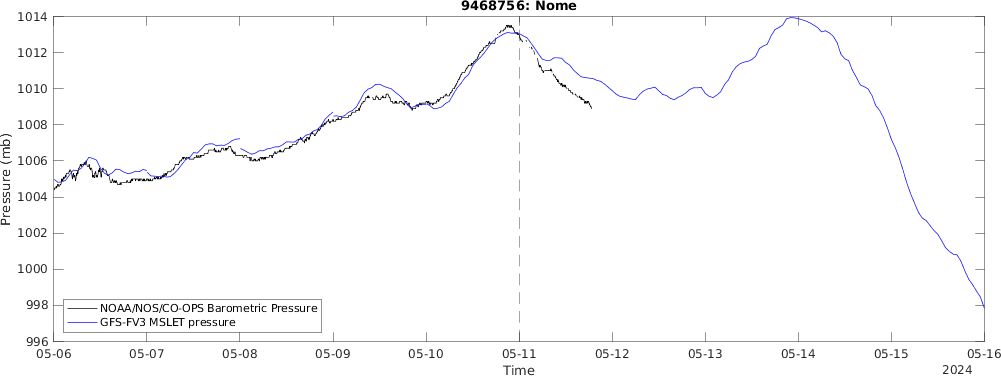 9468756: Nome
1014
1012
1010
1008
1006
1004
1002
1000
998
996
Pressure (mb)
NOAA/NOS/CO-OPS Barometric Pressure
GFS-FV3 MSLET pressure
05-06 05-07 05-08 05-09 05-10 05-11 05-12 05-13 05-14 05-15 05-16
Time
2024